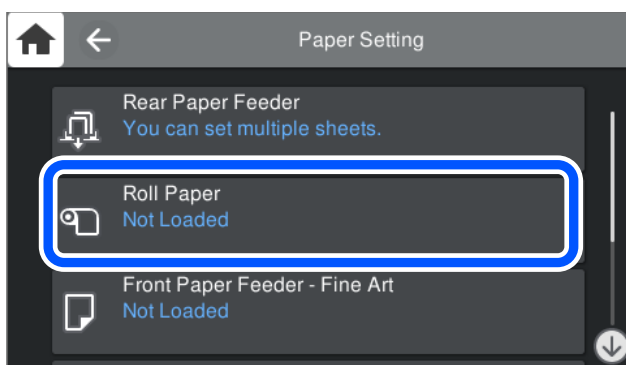 Paper Setting
Rear Paper Feeder
You can set multiple sheets.
Roll Paper
Not Loaded
Front Paper Feeder - Fine Art
Not Loaded